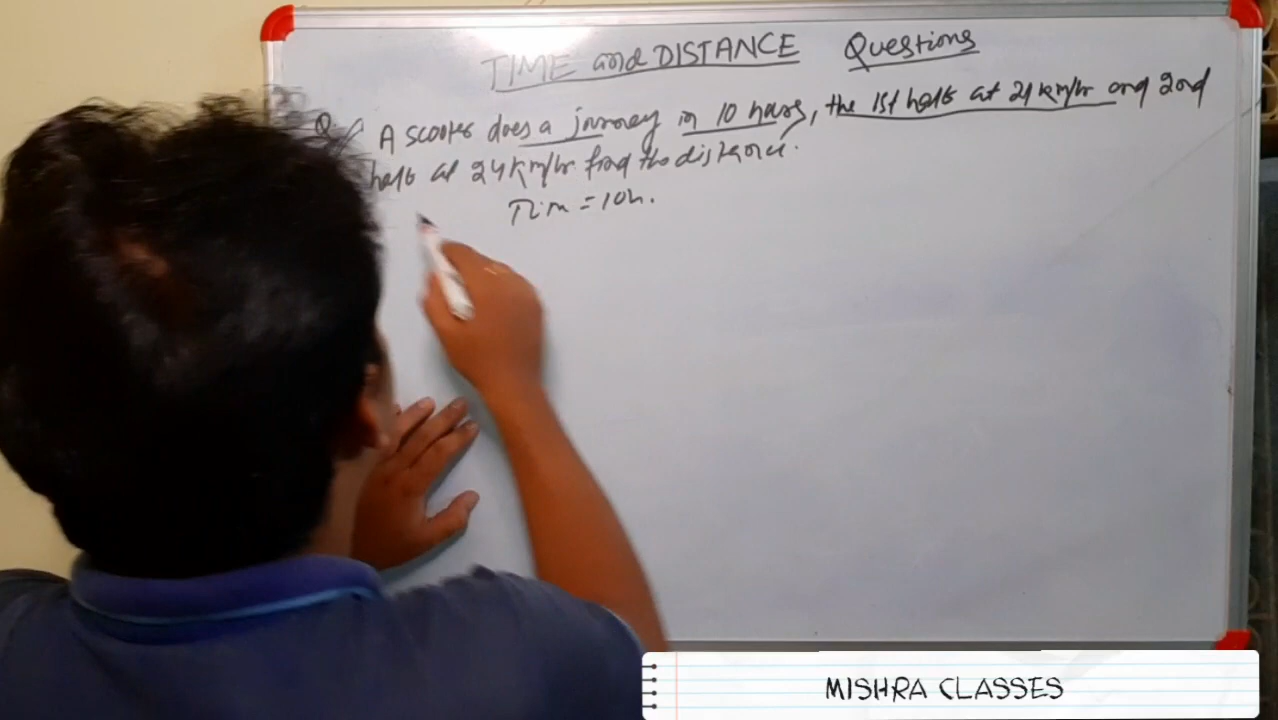 TIME and DISTANCE Questions
Q A scooter does a journey in 10 hours, the 1st half at 21 km/hr and 2nd
half at 24 km/hr find the distance.
Tim = 10h.
MISHRA CLASSES